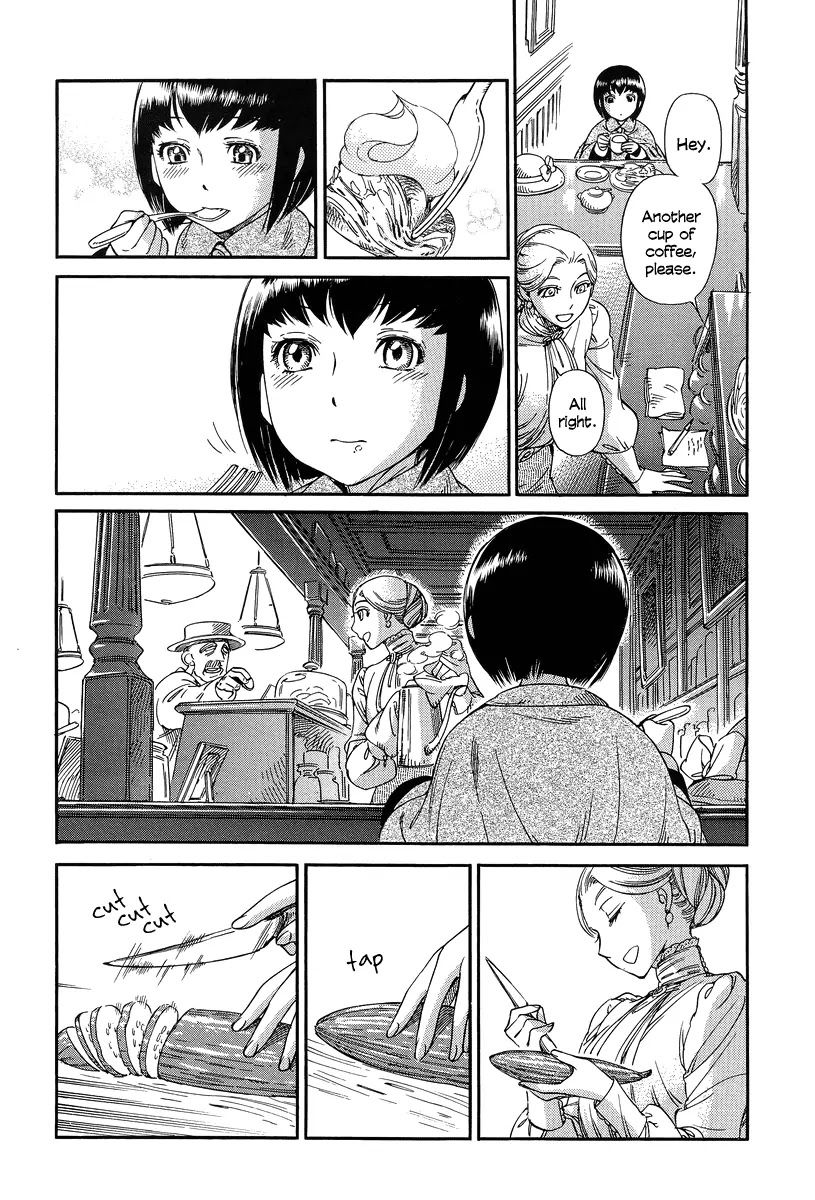 Hey.
Another
cup of
coffee,
please.
All
right.
tap
cut
cut
cut